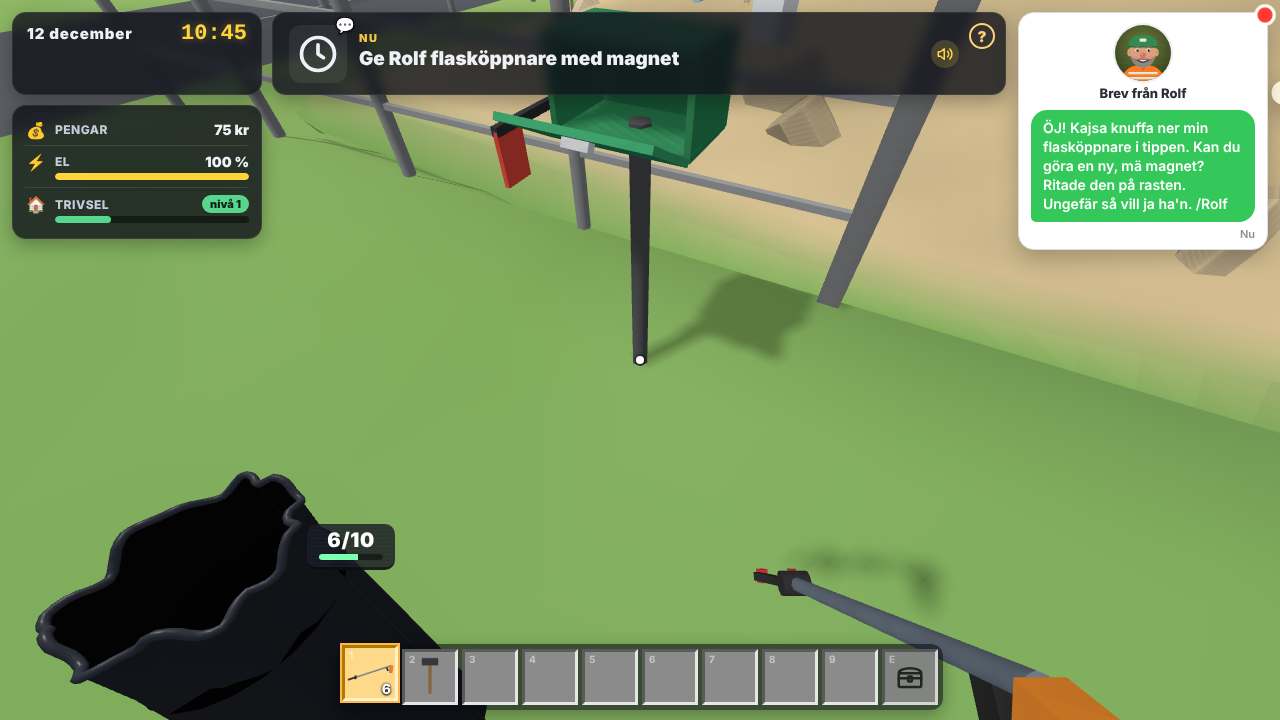 12 december
10:45
PENGAR
75 kr
EL
100 %
TRIVSEL
nivå 1
NU
Ge Rolf flasköppnare med magnet
?
Brev från Rolf
ÖJ! Kajsa knuffa ner min
flasköppnare i tippen. Kan du
göra en ny, mä magnet?
Ritade den på rasten.
Ungefär så vill ja ha'n. /Rolf
Nu
6/10
6
2
3
4
5
6
7
8
9
E